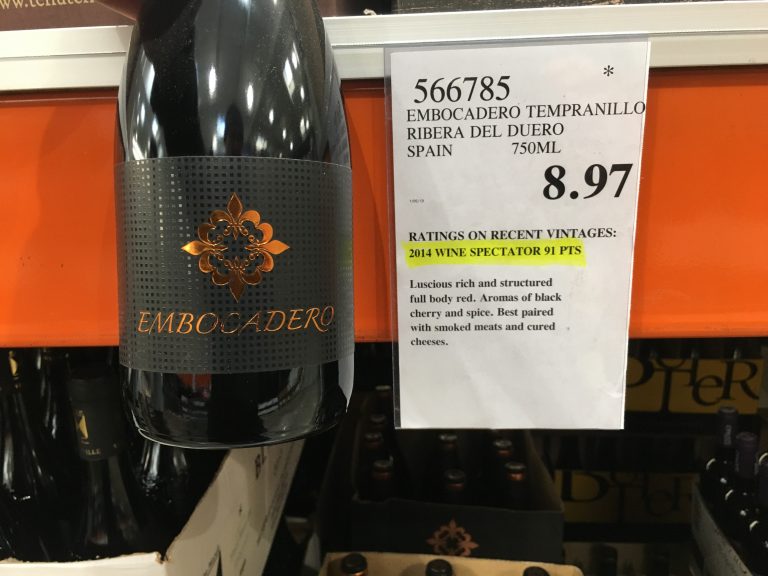 566785 *
EMBOCADERO TEMPRANILLO
RIBERA DEL DUERO
SPAIN 750ML
8.97
RATINGS ON RECENT VINTAGES:
2014 WINE SPECTATOR 91 PTS
Luscious rich and structured
full body red. Aromas of black
cherry and spice. Best paired
with smoked meats and cured
cheeses.
EMBOCADERO